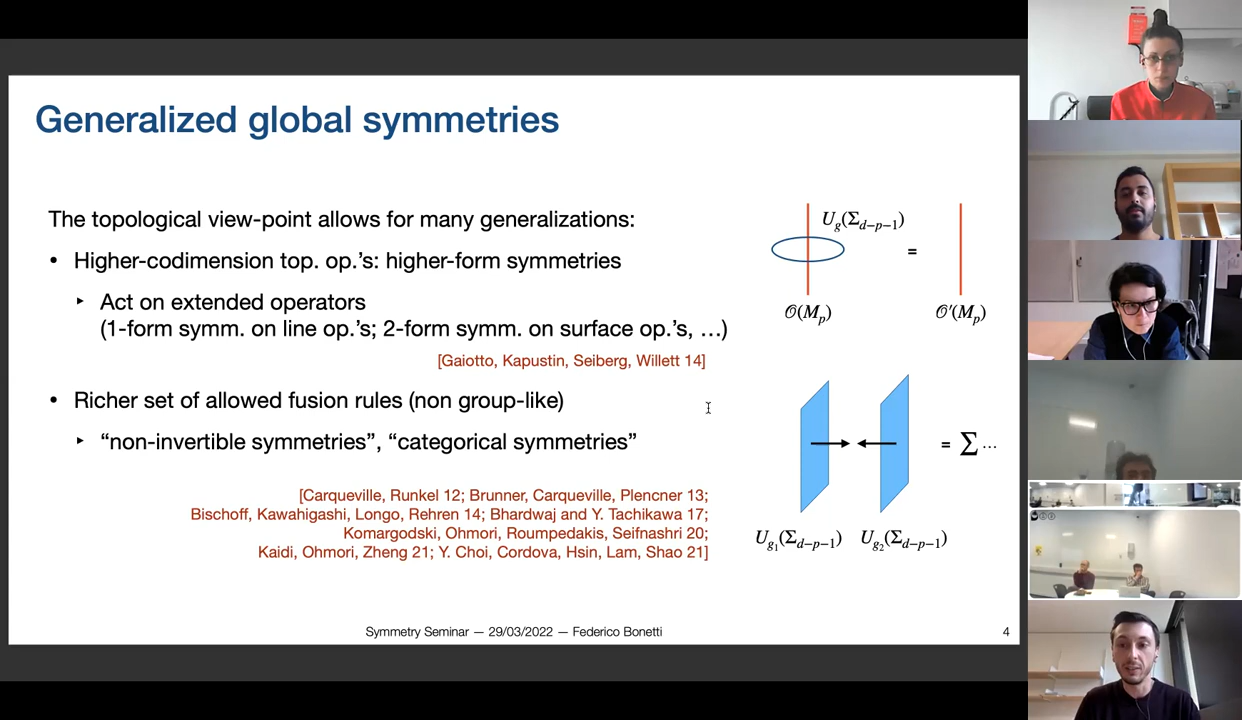 Generalized global symmetries
The topological view-point allows for many generalizations:
• Higher-codimension top. op.’s: higher-form symmetries
‣ Act on extended operators
(1-form symm. on line op.’s; 2-form symm. on surface op.’s, …)
[Gaiotto, Kapustin, Seiberg, Willett 14]
• Richer set of allowed fusion rules (non group-like)
‣ “non-invertible symmetries”, “categorical symmetries”
[Carqueville, Runkel 12; Brunner, Carqueville, Plencner 13;
Bischoff, Kawahigashi, Longo, Rehren 14; Bhardwaj and Y. Tachikawa 17;
Komargodski, Ohmori, Roumpedakis, Seifnashri 20;
Kaidi, Ohmori, Zheng 21; Y. Choi, Cordova, Hsin, Lam, Shao 21]
U_g(Σ_{d−p−1})
=
𝒪(M_p) 𝒪′(M_p)
= ∑ …
U_{g_1}(Σ_{d−p−1}) U_{g_2}(Σ_{d−p−1})
Symmetry Seminar — 29/03/2022 — Federico Bonetti
4